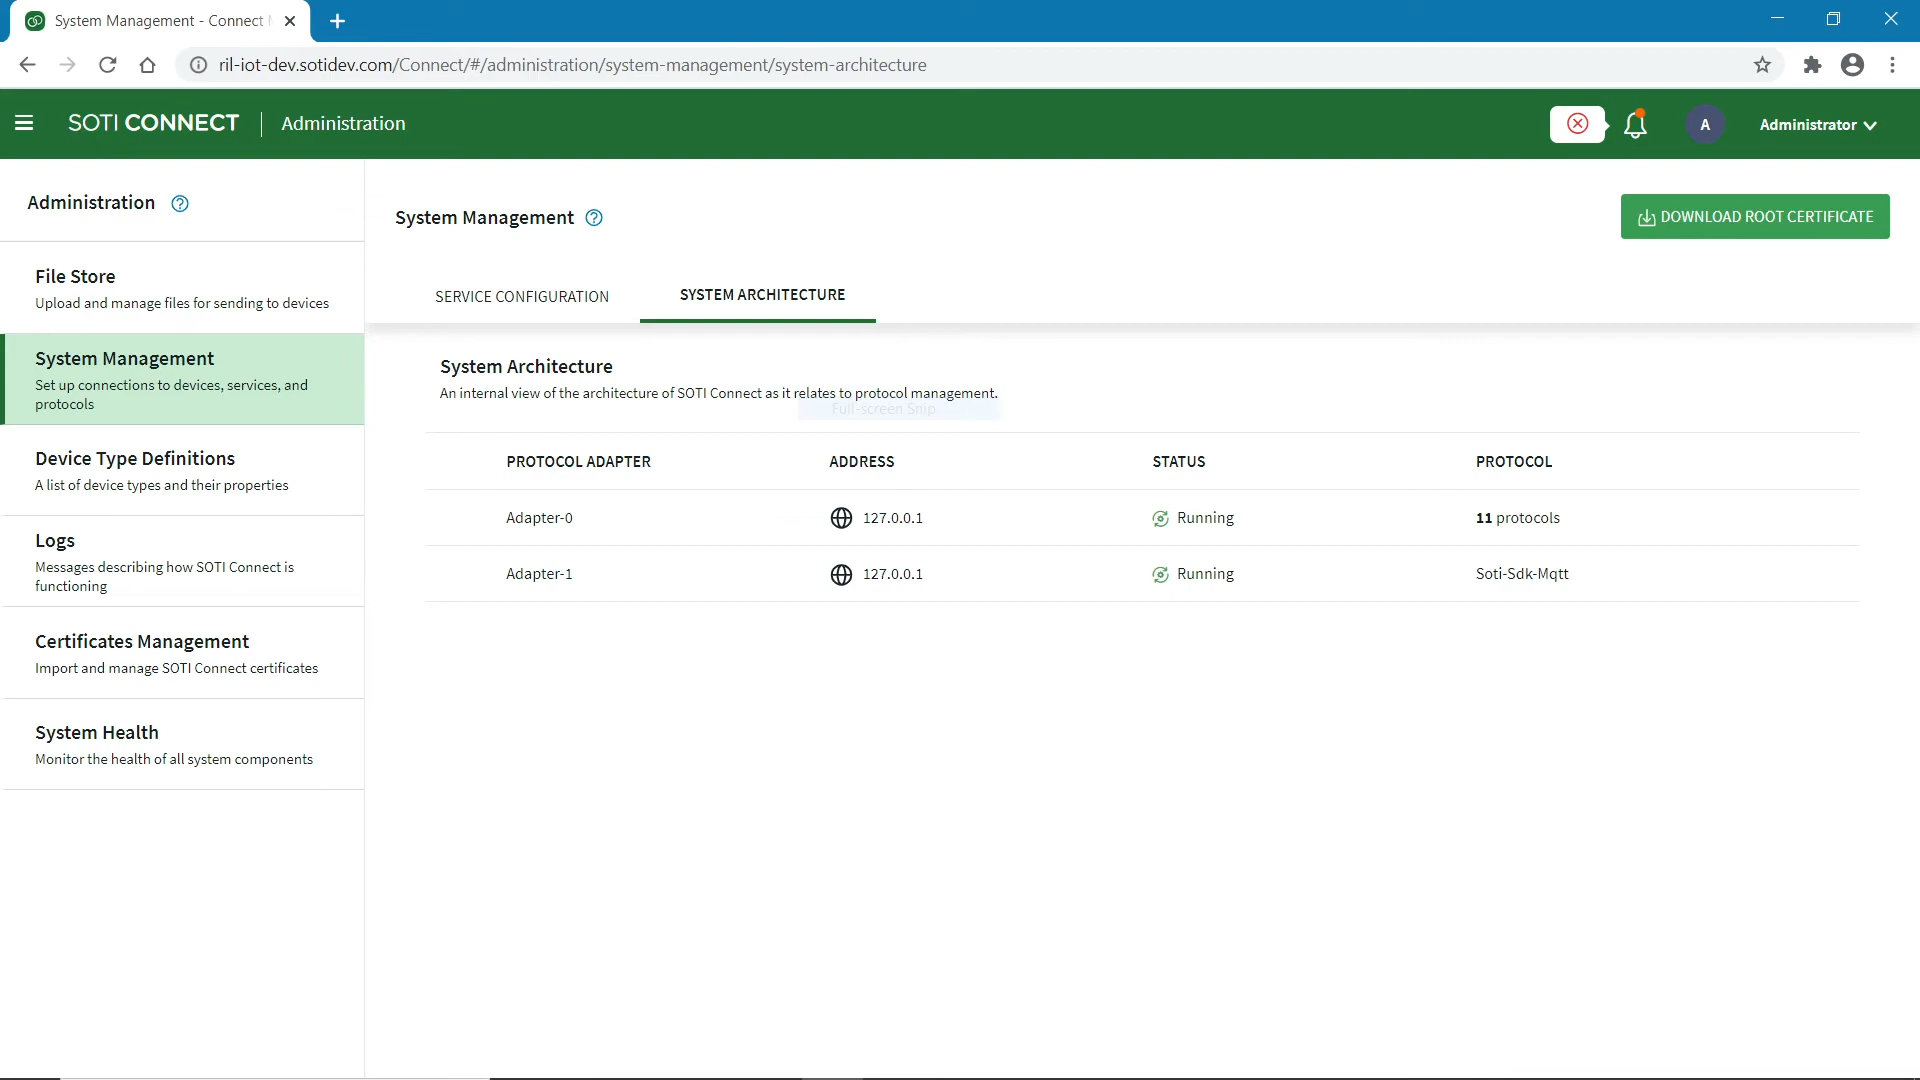 System Management - Connect
ril-iot-dev.sotidev.com/Connect/#/administration/system-management/system-architecture
SOTI CONNECT
Administration
A
Administrator
Administration
System Management
DOWNLOAD ROOT CERTIFICATE
SERVICE CONFIGURATION
SYSTEM ARCHITECTURE
File Store
Upload and manage files for sending to devices
System Management
Set up connections to devices, services, and
protocols
Device Type Definitions
A list of device types and their properties
Logs
Messages describing how SOTI Connect is
functioning
Certificates Management
Import and manage SOTI Connect certificates
System Health
Monitor the health of all system components
System Architecture
An internal view of the architecture of SOTI Connect as it relates to protocol management.
Full-screen Snip
PROTOCOL ADAPTER ADDRESS STATUS PROTOCOL
Adapter-0 127.0.0.1 Running 11 protocols
Adapter-1 127.0.0.1 Running Soti-Sdk-Mqtt